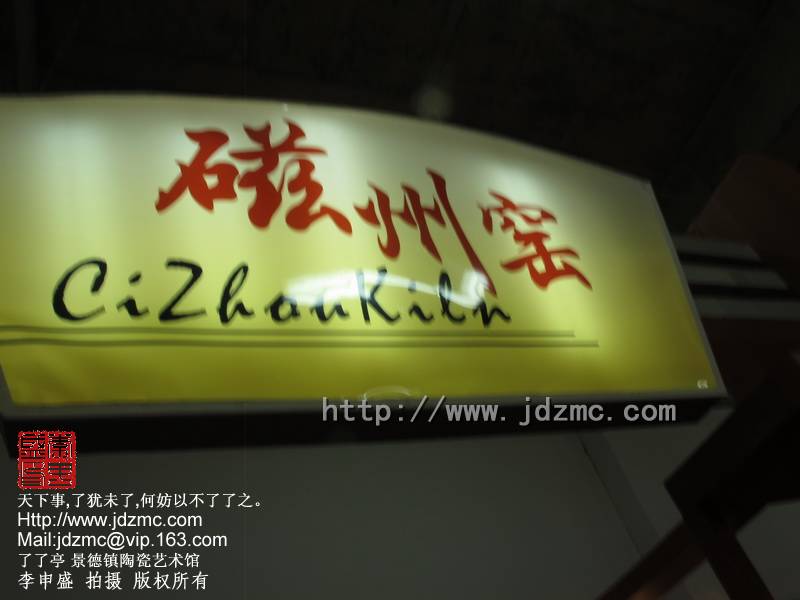 磁州窑
CiZhouKiln
http://www.jdzmc.com
天下事,了犹未了,何妨以不了了之。
Http://www.jdzmc.com
Mail:jdzmc@vip.163.com
了了亭 景德镇陶瓷艺术馆
李申盛 拍摄 版权所有